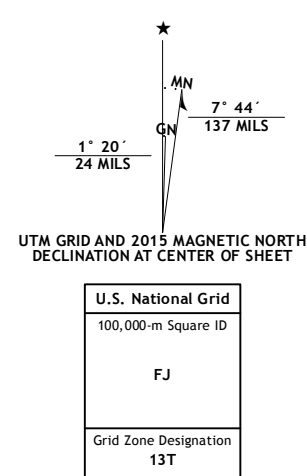 ★
MN
7° 44´
137 MILS
GN
1° 20´
24 MILS
UTM GRID AND 2015 MAGNETIC NORTH
DECLINATION AT CENTER OF SHEET
U.S. National Grid
100,000-m Square ID
FJ
Grid Zone Designation
13T